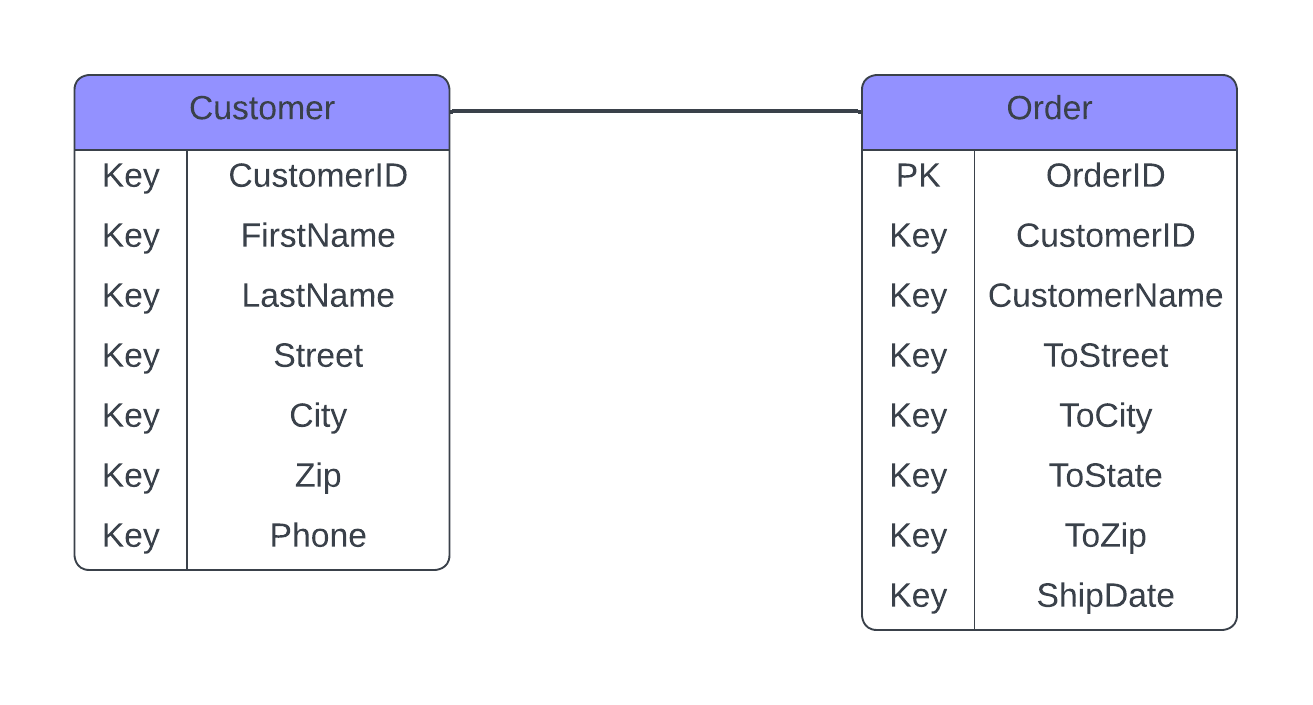 Customer
Key CustomerID
Key FirstName
Key LastName
Key Street
Key City
Key Zip
Key Phone
Order
PK OrderID
Key CustomerID
Key CustomerName
Key ToStreet
Key ToCity
Key ToState
Key ToZip
Key ShipDate